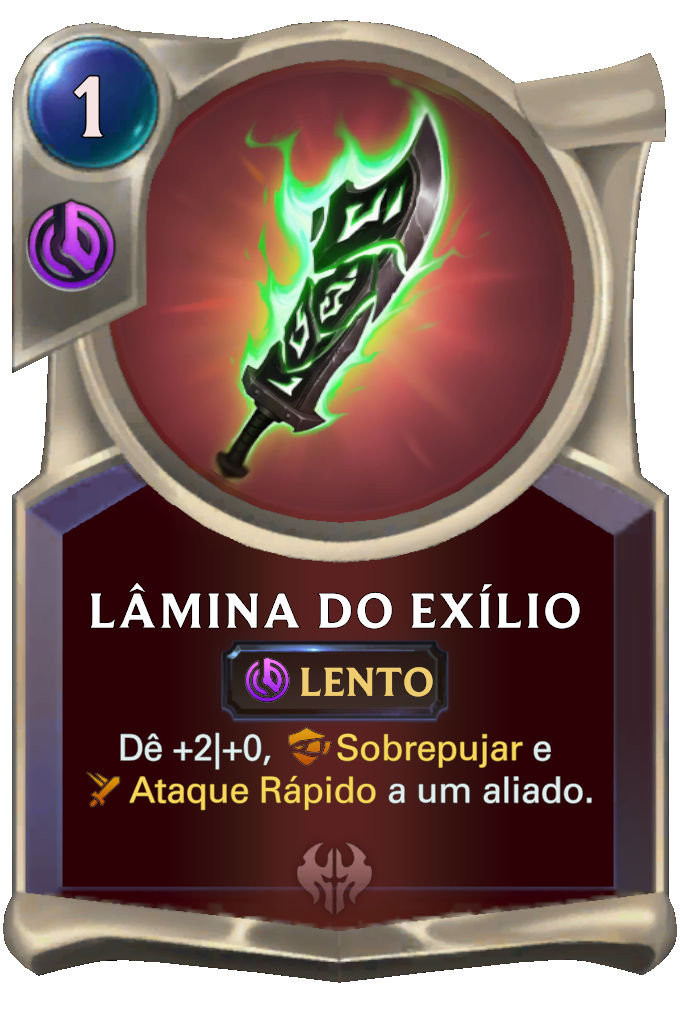 1
LÂMINA DO EXÍLIO
LENTO
Dê +2|+0, Sobrepujar e
Ataque Rápido a um aliado.